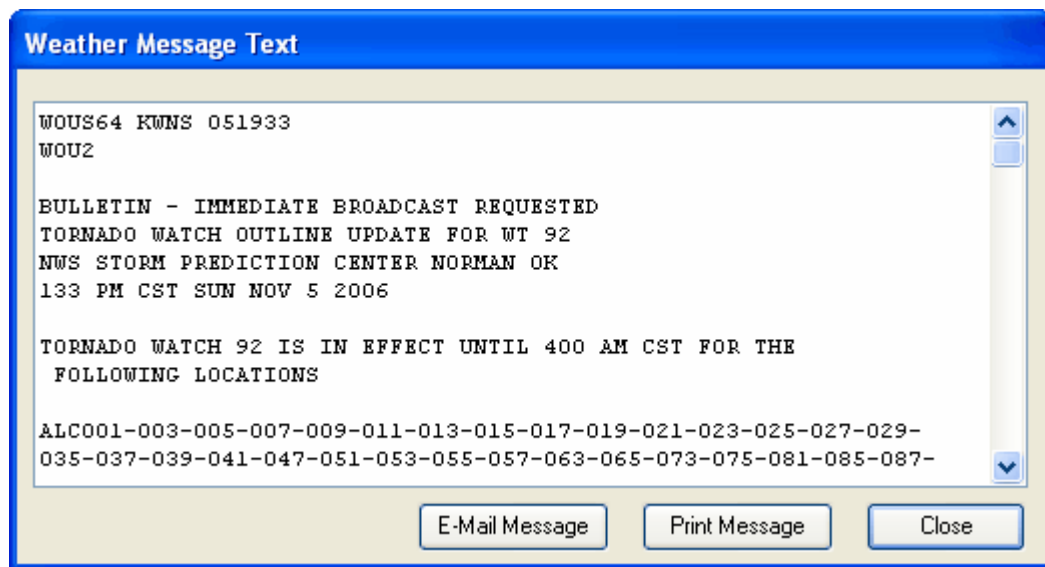 Weather Message Text
WOUS64 KWNS 051933
WOU2
BULLETIN - IMMEDIATE BROADCAST REQUESTED
TORNADO WATCH OUTLINE UPDATE FOR WT 92
NWS STORM PREDICTION CENTER NORMAN OK
133 PM CST SUN NOV 5 2006
TORNADO WATCH 92 IS IN EFFECT UNTIL 400 AM CST FOR THE
FOLLOWING LOCATIONS
ALC001-003-005-007-009-011-013-015-017-019-021-023-025-027-029-
035-037-039-041-047-051-053-055-057-063-065-073-075-081-085-087-
E-Mail Message Print Message Close